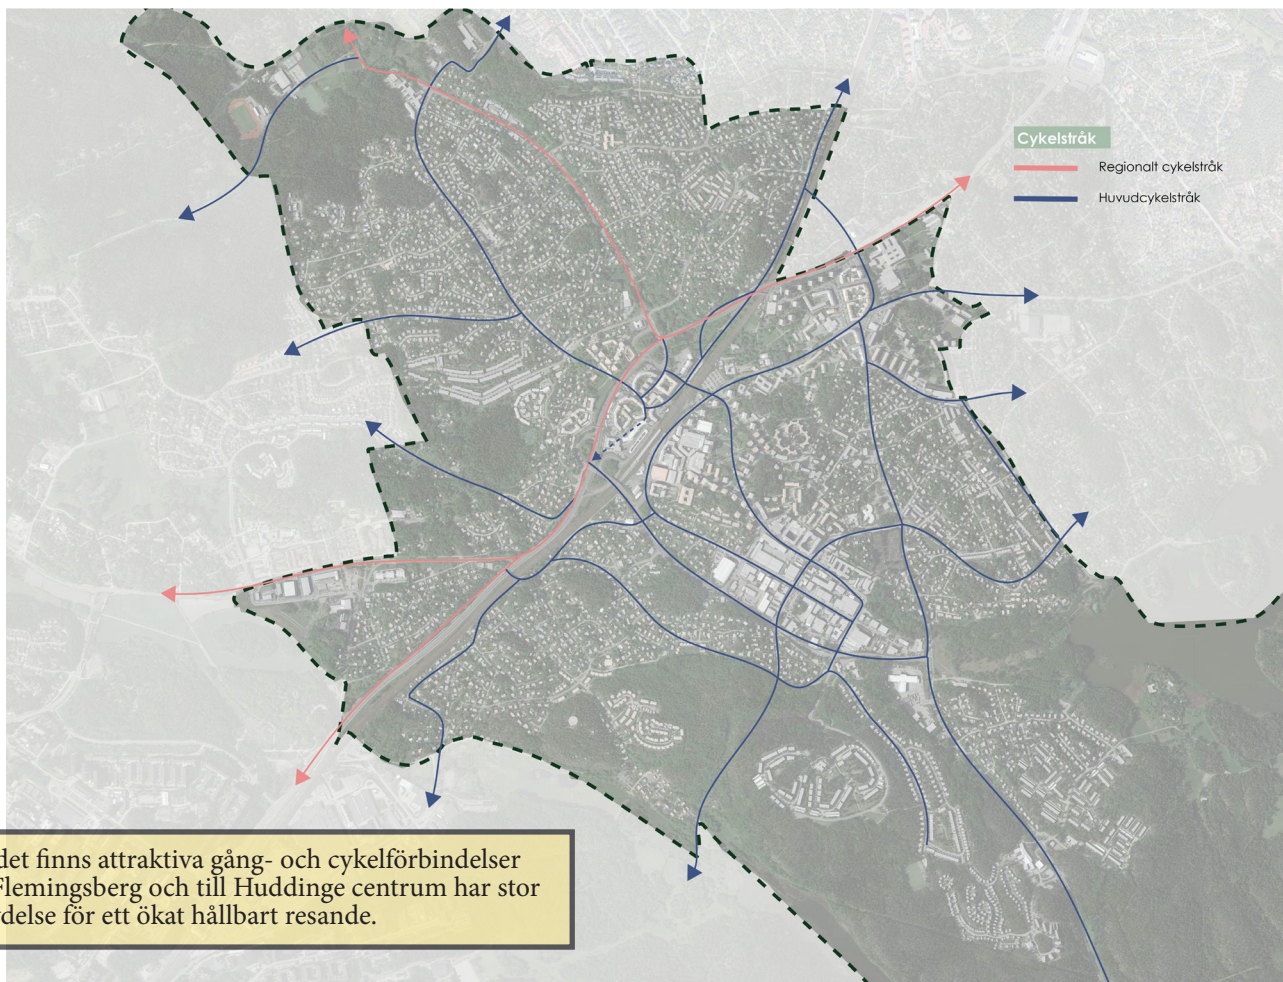 Cykelstråk
Regionalt cykelstråk
Huvudcykelstråk
det finns attraktiva gång- och cykelförbindelser
Flemingsberg och till Huddinge centrum har stor
för ett ökat hållbart resande.